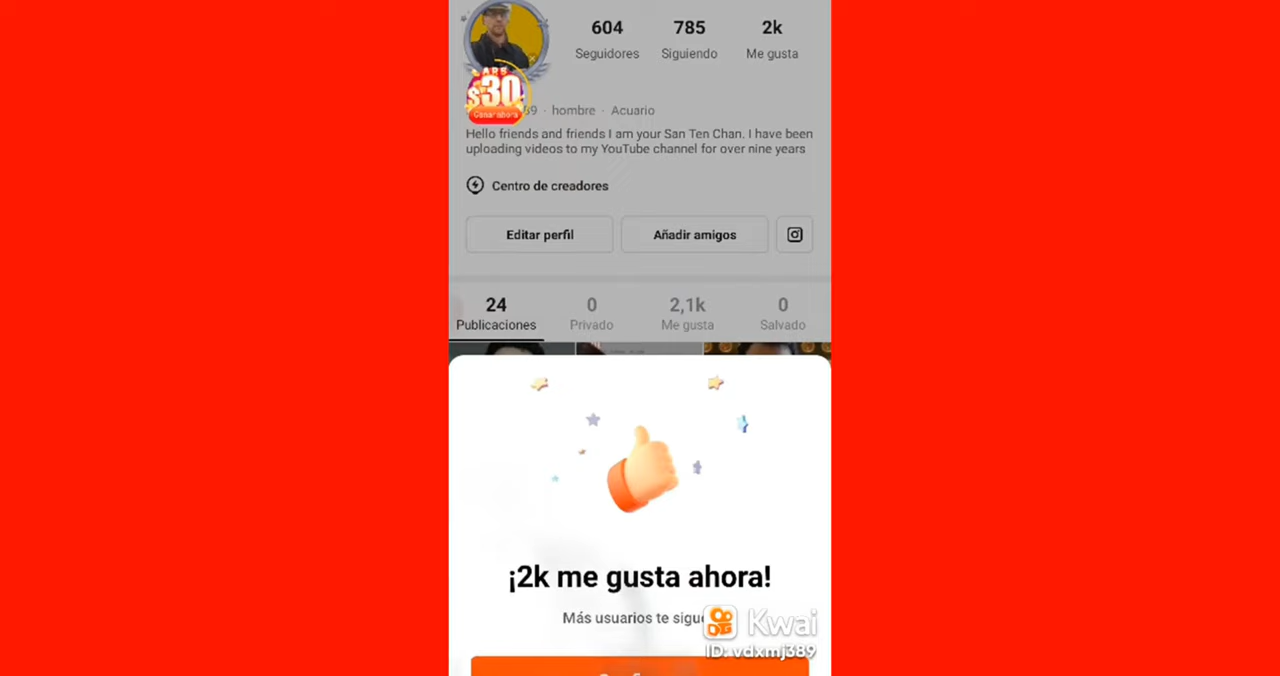 604 785 2k
Seguidores Siguiendo Me gusta
$30
Ganar ahora
hombre · Acuario
Hello friends and friends I am your San Ten Chan. I have been
uploading videos to my YouTube channel for over nine years
Centro de creadores
Editar perfil Añadir amigos
24 0 2,1k 0
Publicaciones Privado Me gusta Salvado
¡2k me gusta ahora!
Más usuarios te
Kwai
ID: vdxmj389